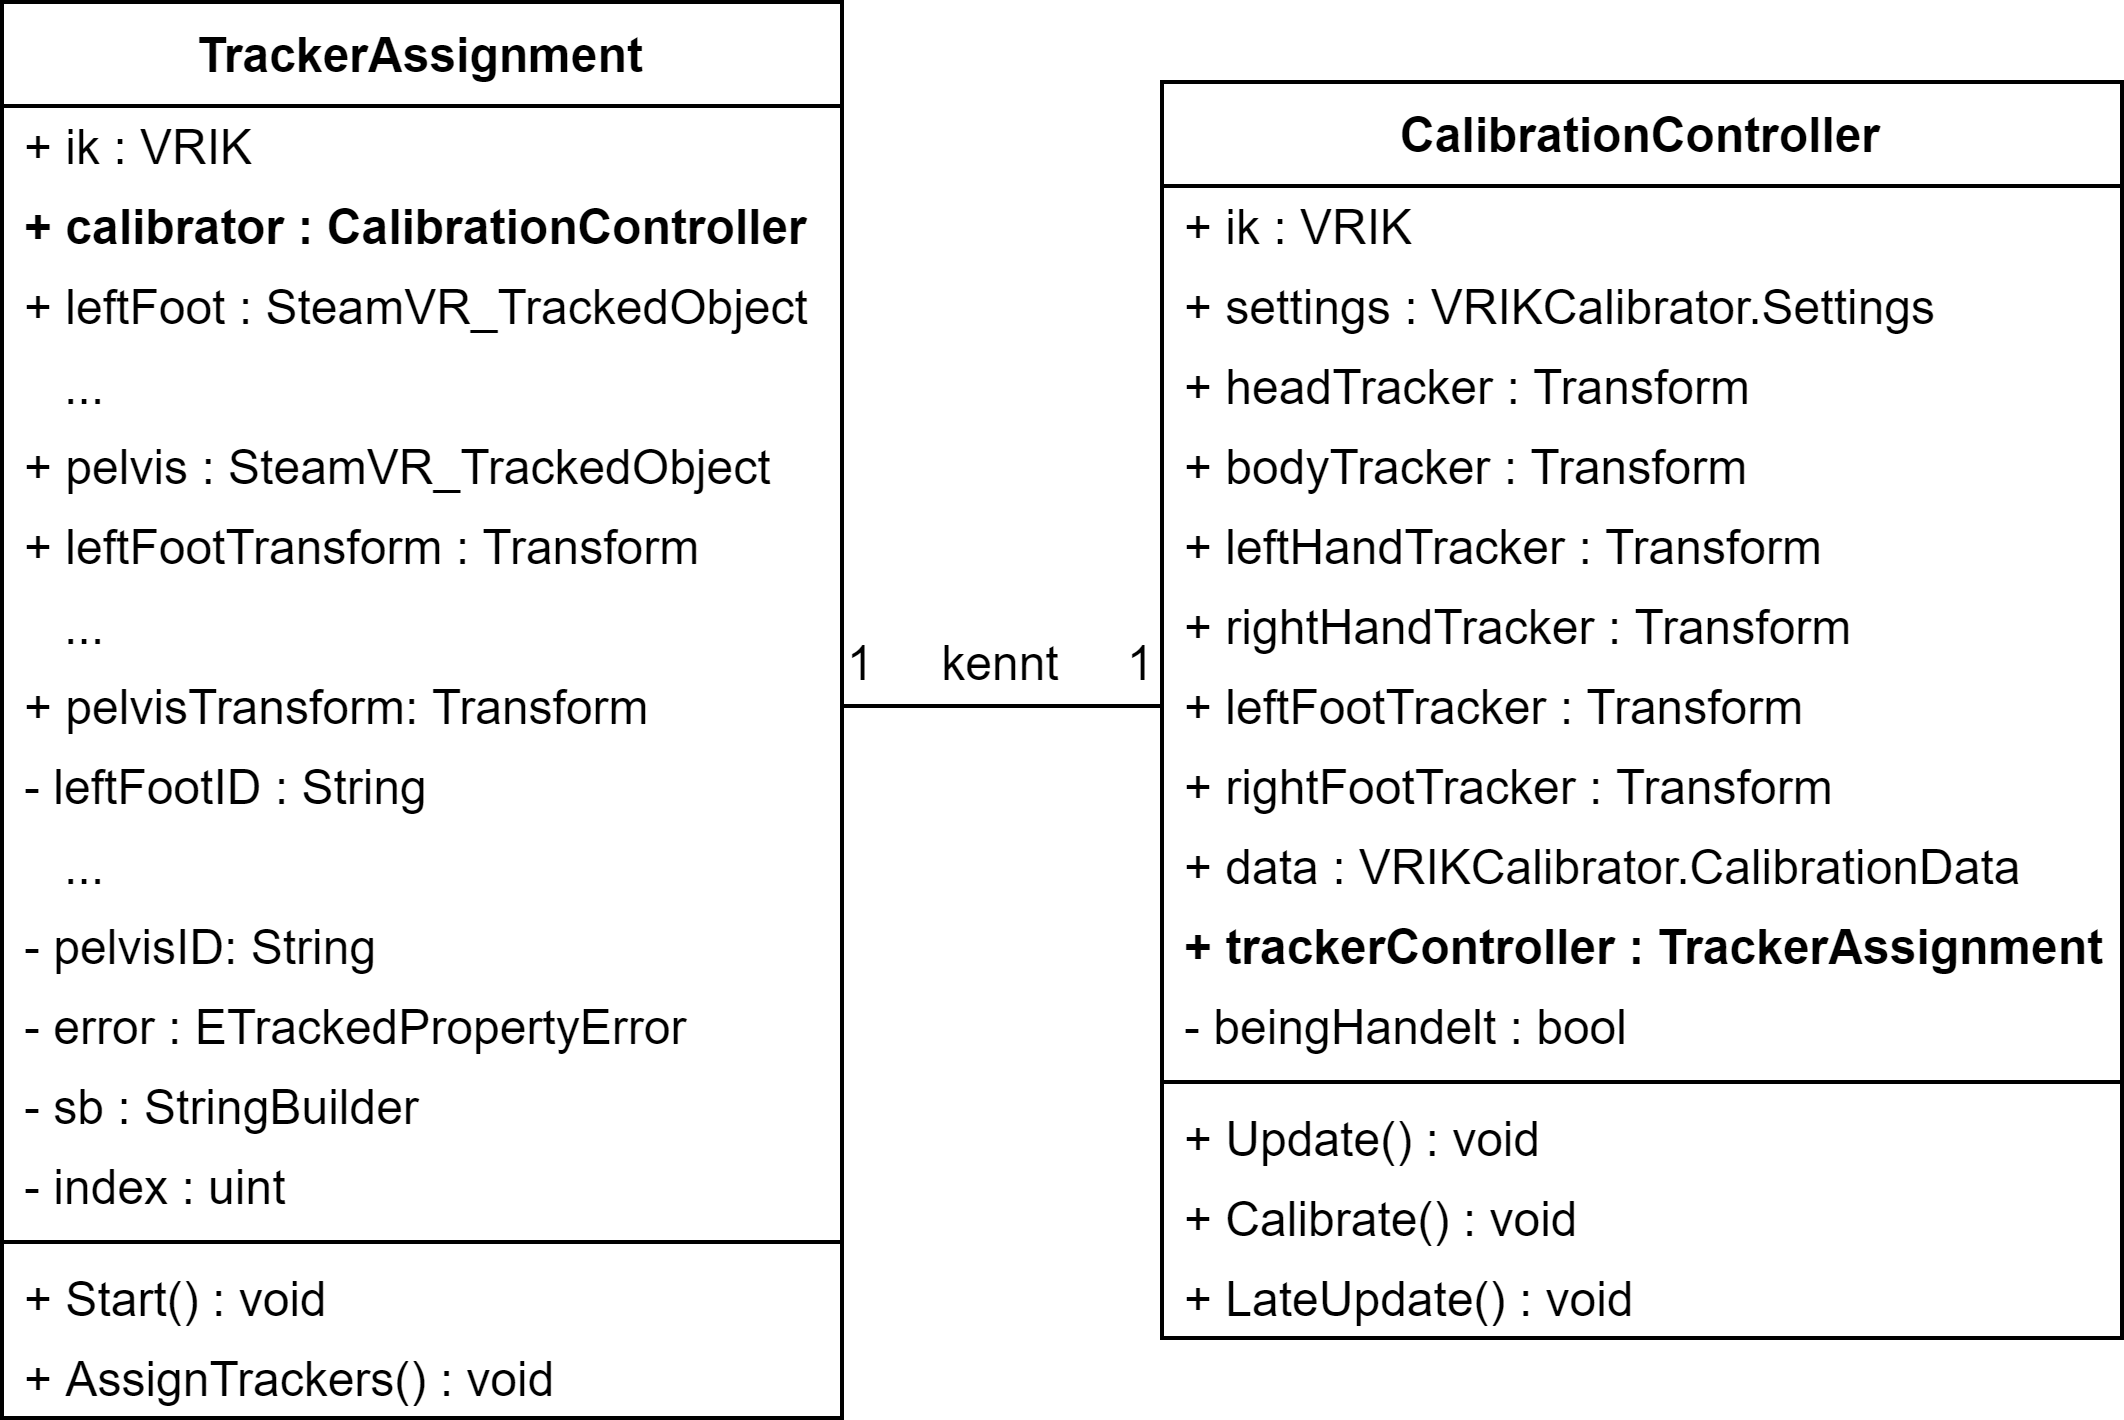 TrackerAssignment
+ ik : VRIK
+ calibrator : CalibrationController
+ leftFoot : SteamVR_TrackedObject
...
+ pelvis : SteamVR_TrackedObject
+ leftFootTransform : Transform
...
+ pelvisTransform: Transform
- leftFootID : String
...
- pelvisID: String
- error : ETrackedPropertyError
- sb : StringBuilder
- index : uint
+ Start() : void
+ AssignTrackers() : void
1 kennt 1
CalibrationController
+ ik : VRIK
+ settings : VRIKCalibrator.Settings
+ headTracker : Transform
+ bodyTracker : Transform
+ leftHandTracker : Transform
+ rightHandTracker : Transform
+ leftFootTracker : Transform
+ rightFootTracker : Transform
+ data : VRIKCalibrator.CalibrationData
+ trackerController : TrackerAssignment
- beingHandelt : bool
+ Update() : void
+ Calibrate() : void
+ LateUpdate() : void